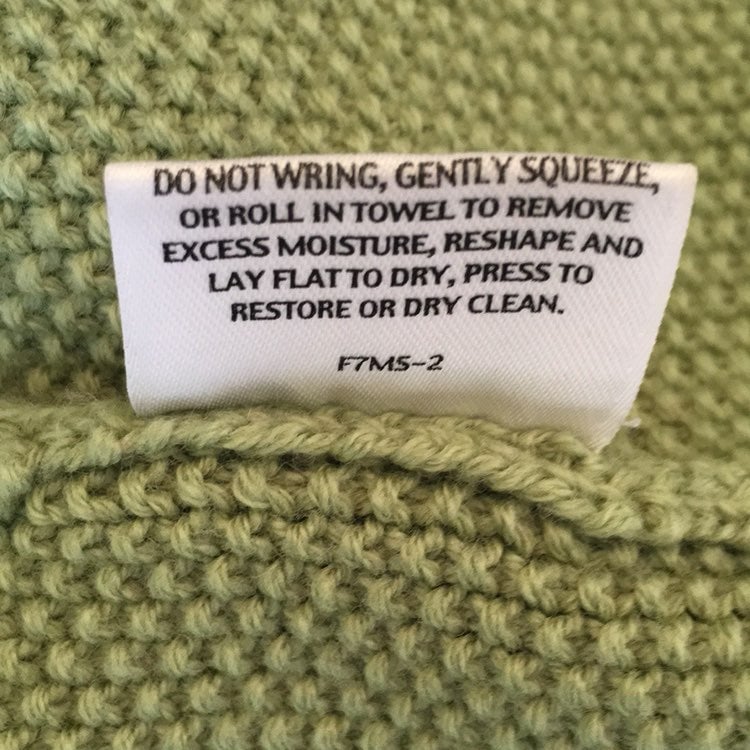 DO NOT WRING, GENTLY SQUEEZE,
OR ROLL IN TOWEL TO REMOVE
EXCESS MOISTURE, RESHAPE AND
LAY FLAT TO DRY, PRESS TO
RESTORE OR DRY CLEAN.
F7MS-2